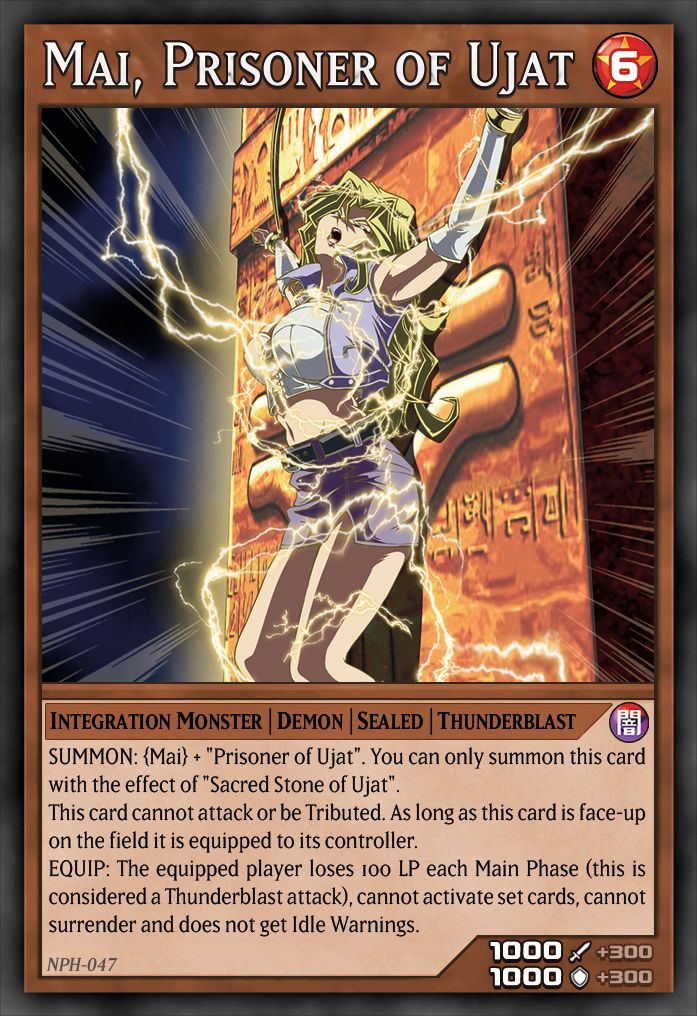 Mai, Prisoner of Ujat 6
Integration Monster | Demon | Sealed | Thunderblast 闇
SUMMON: {Mai} + "Prisoner of Ujat". You can only summon this card
with the effect of "Sacred Stone of Ujat".
This card cannot attack or be Tributed. As long as this card is face-up
on the field it is equipped to its controller.
EQUIP: The equipped player loses 100 LP each Main Phase (this is
considered a Thunderblast attack), cannot activate set cards, cannot
surrender and does not get Idle Warnings.
1000 +300
NPH-047
1000 +300